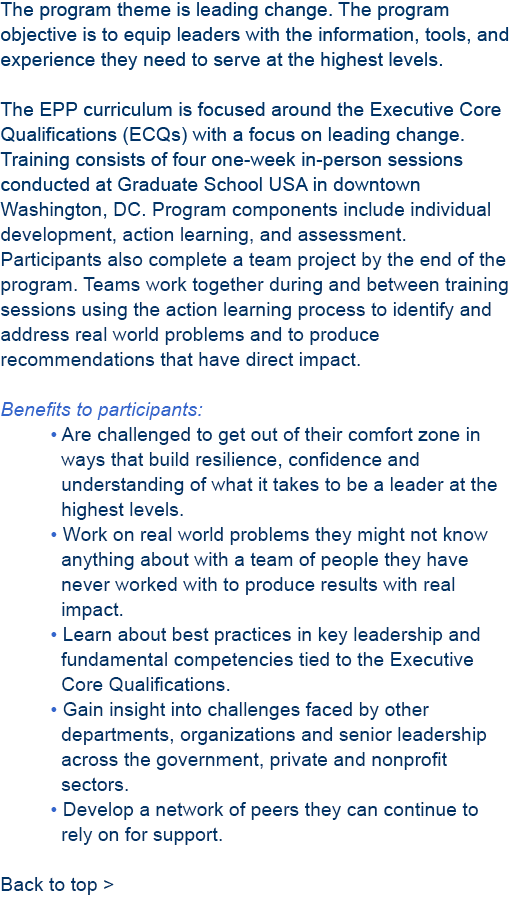 The program theme is leading change. The program
objective is to equip leaders with the information, tools, and
experience they need to serve at the highest levels.

The EPP curriculum is focused around the Executive Core
Qualifications (ECQs) with a focus on leading change.
Training consists of four one-week in-person sessions
conducted at Graduate School USA in downtown
Washington, DC. Program components include individual
development, action learning, and assessment.
Participants also complete a team project by the end of the
program. Teams work together during and between training
sessions using the action learning process to identify and
address real world problems and to produce
recommendations that have direct impact.

Benefits to participants:
• Are challenged to get out of their comfort zone in
ways that build resilience, confidence and
understanding of what it takes to be a leader at the
highest levels.
• Work on real world problems they might not know
anything about with a team of people they have
never worked with to produce results with real
impact.
• Learn about best practices in key leadership and
fundamental competencies tied to the Executive
Core Qualifications.
• Gain insight into challenges faced by other
departments, organizations and senior leadership
across the government, private and nonprofit
sectors.
• Develop a network of peers they can continue to
rely on for support.

Back to top >